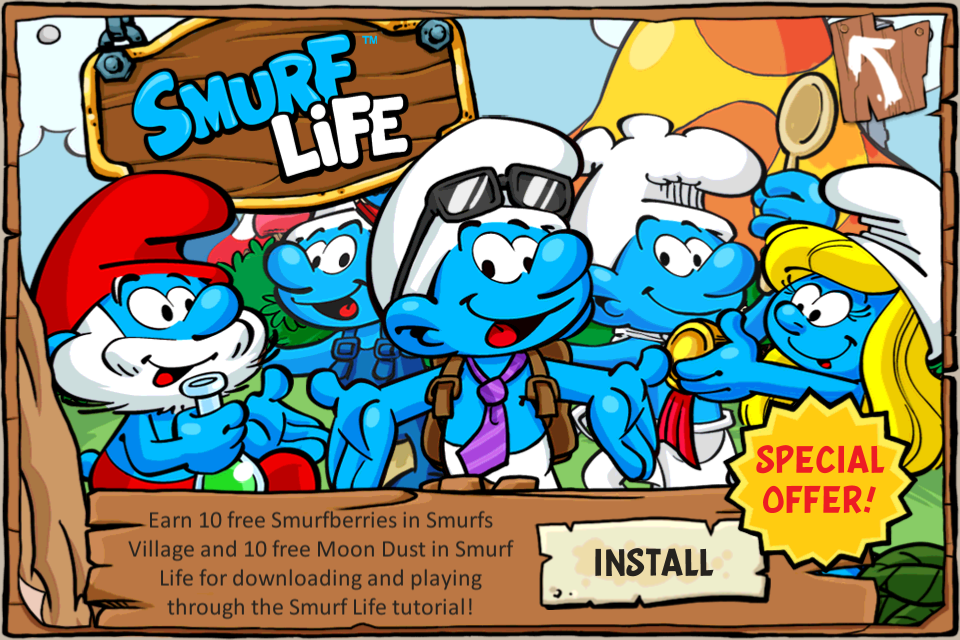 SMURF™
LiFE
SPECIAL
OFFER!
Earn 10 free Smurfberries in Smurfs
Village and 10 free Moon Dust in Smurf
Life for downloading and playing
through the Smurf Life tutorial!
INSTALL